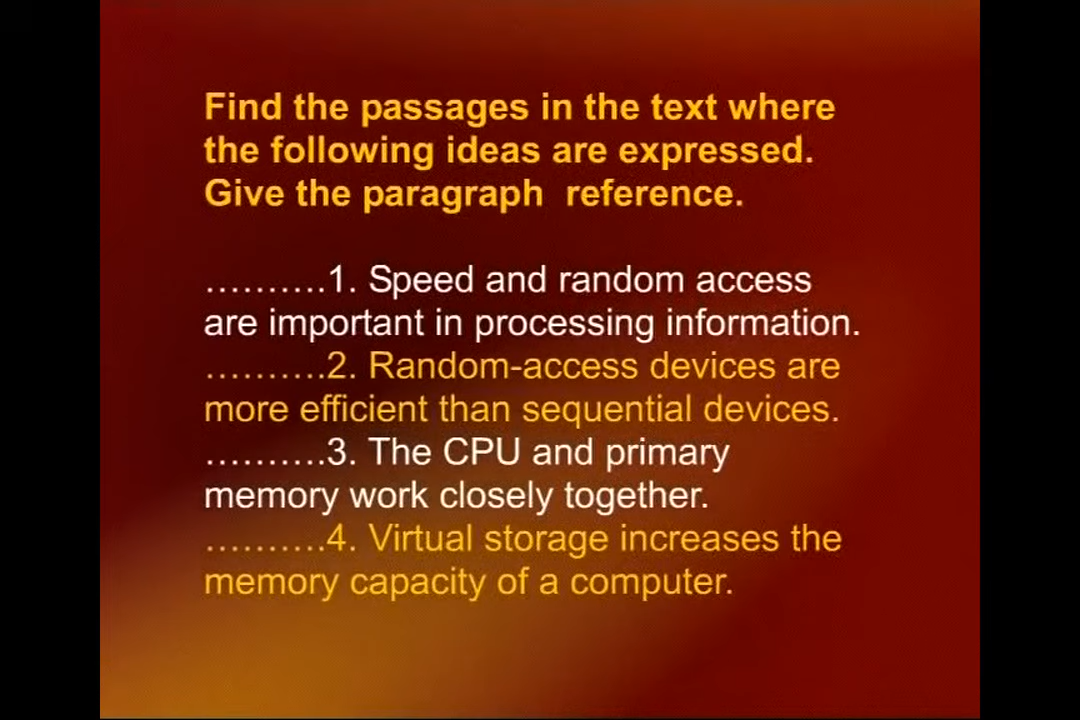 Find the passages in the text where
the following ideas are expressed.
Give the paragraph  reference.
..........1. Speed and random access
are important in processing information.
..........2. Random-access devices are
more efficient than sequential devices.
..........3. The CPU and primary
memory work closely together.
..........4. Virtual storage increases the
memory capacity of a computer.